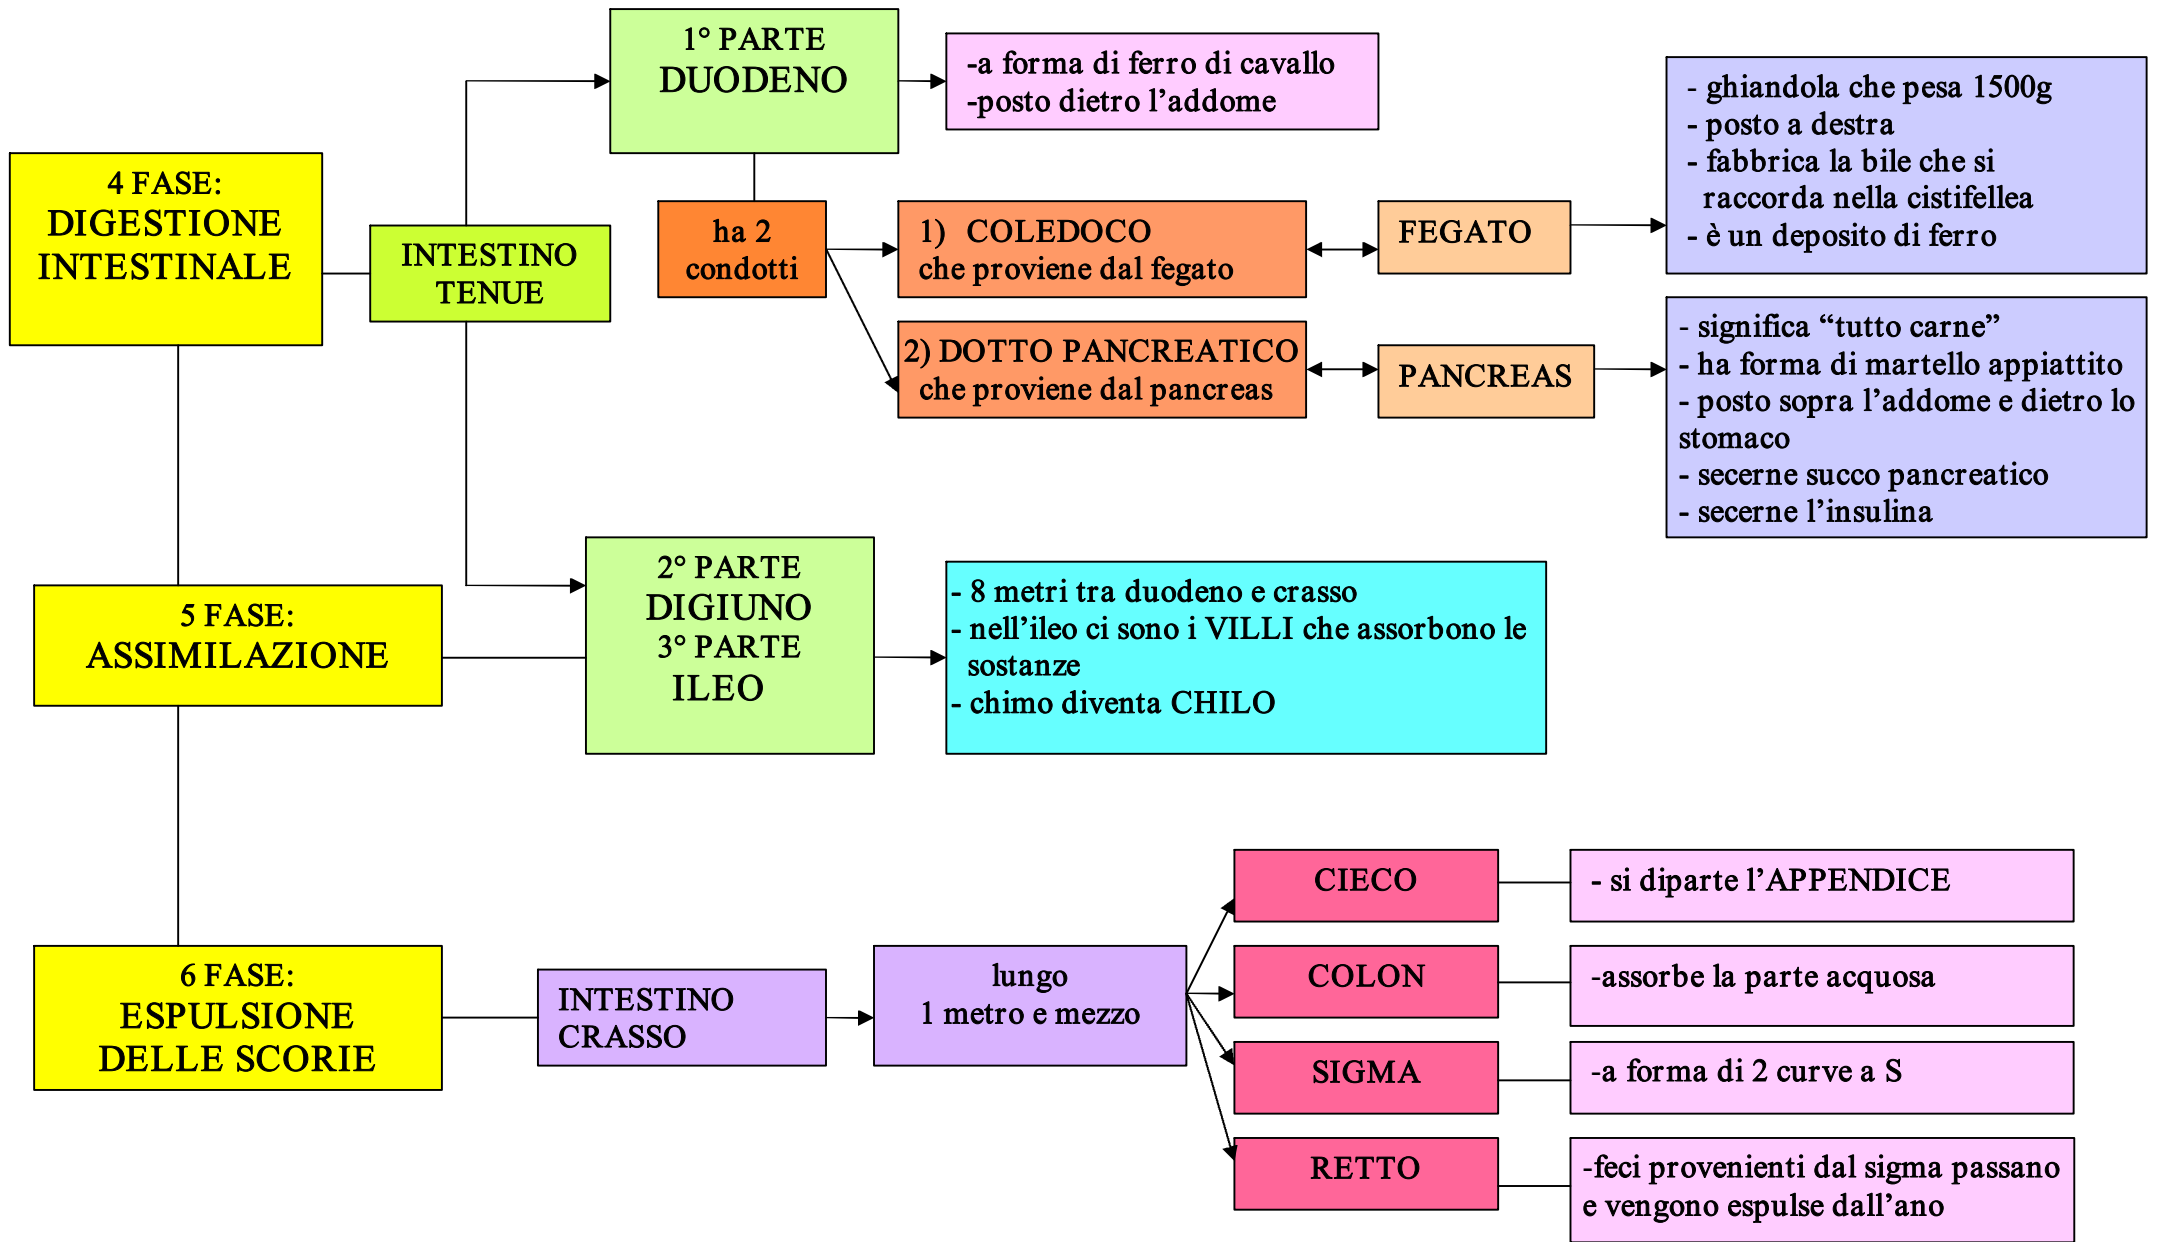 1° PARTE
DUODENO
-a forma di ferro di cavallo
-posto dietro l’addome
- ghiandola che pesa 1500g
- posto a destra
- fabbrica la bile che si
raccorda nella cistifellea
- è un deposito di ferro
4 FASE:
DIGESTIONE
INTESTINALE
INTESTINO
TENUE
ha 2
condotti
1) COLEDOCO
che proviene dal fegato
FEGATO
2) DOTTO PANCREATICO
che proviene dal pancreas
PANCREAS
- significa “tutto carne”
- ha forma di martello appiattito
- posto sopra l’addome e dietro lo
stomaco
- secerne succo pancreatico
- secerne l’insulina
5 FASE:
ASSIMILAZIONE
2° PARTE
DIGIUNO
3° PARTE
ILEO
- 8 metri tra duodeno e crasso
- nell’ileo ci sono i VILLI che assorbono le
sostanze
- chimo diventa CHILO
6 FASE:
ESPULSIONE
DELLE SCORIE
INTESTINO
CRASSO
lungo
1 metro e mezzo
CIECO
- si diparte l’APPENDICE
COLON
-assorbe la parte acquosa
SIGMA
-a forma di 2 curve a S
RETTO
-feci provenienti dal sigma passano
e vengono espulse dall’ano